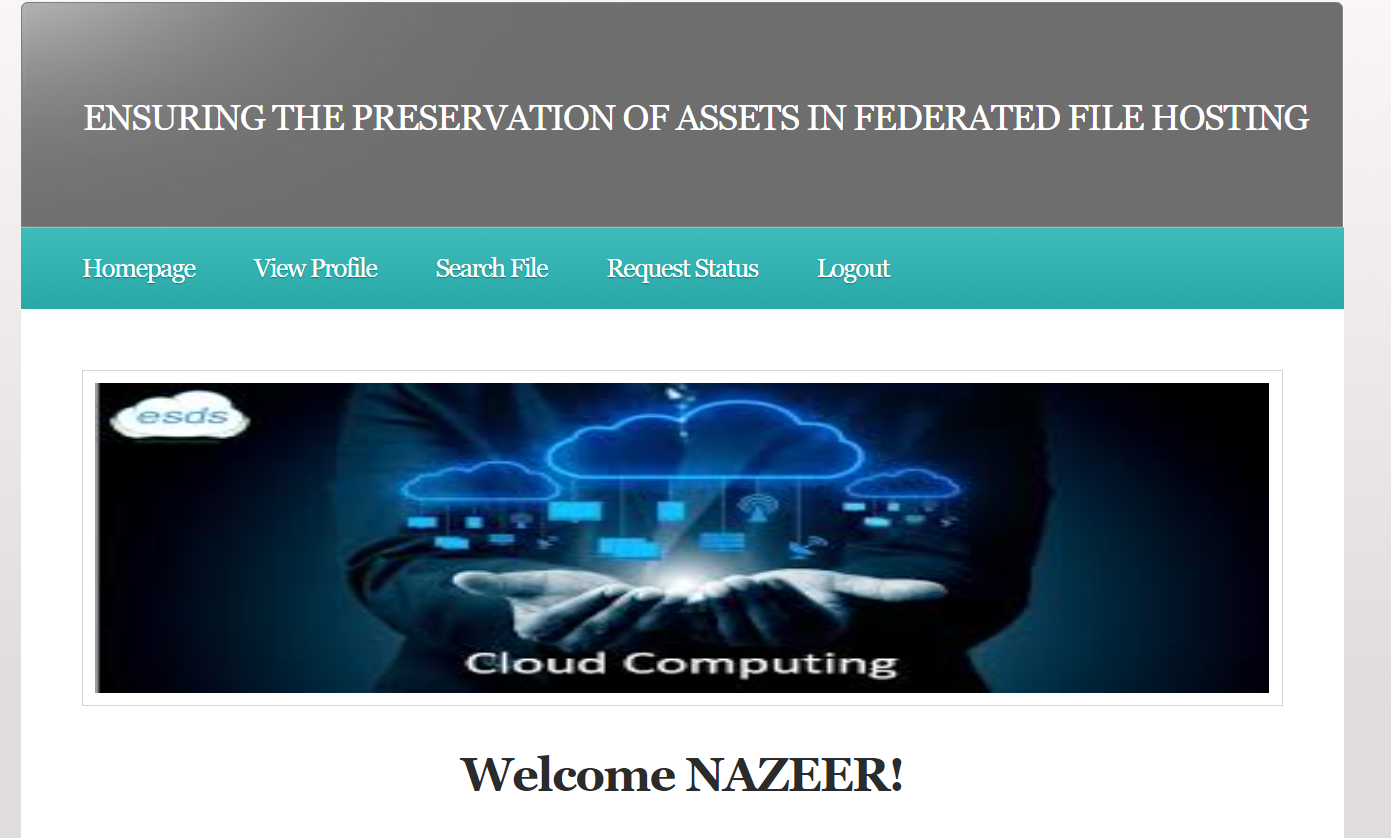 ENSURING THE PRESERVATION OF ASSETS IN FEDERATED FILE HOSTING
Homepage View Profile Search File Request Status Logout
esds
Cloud Computing
Welcome NAZEER!